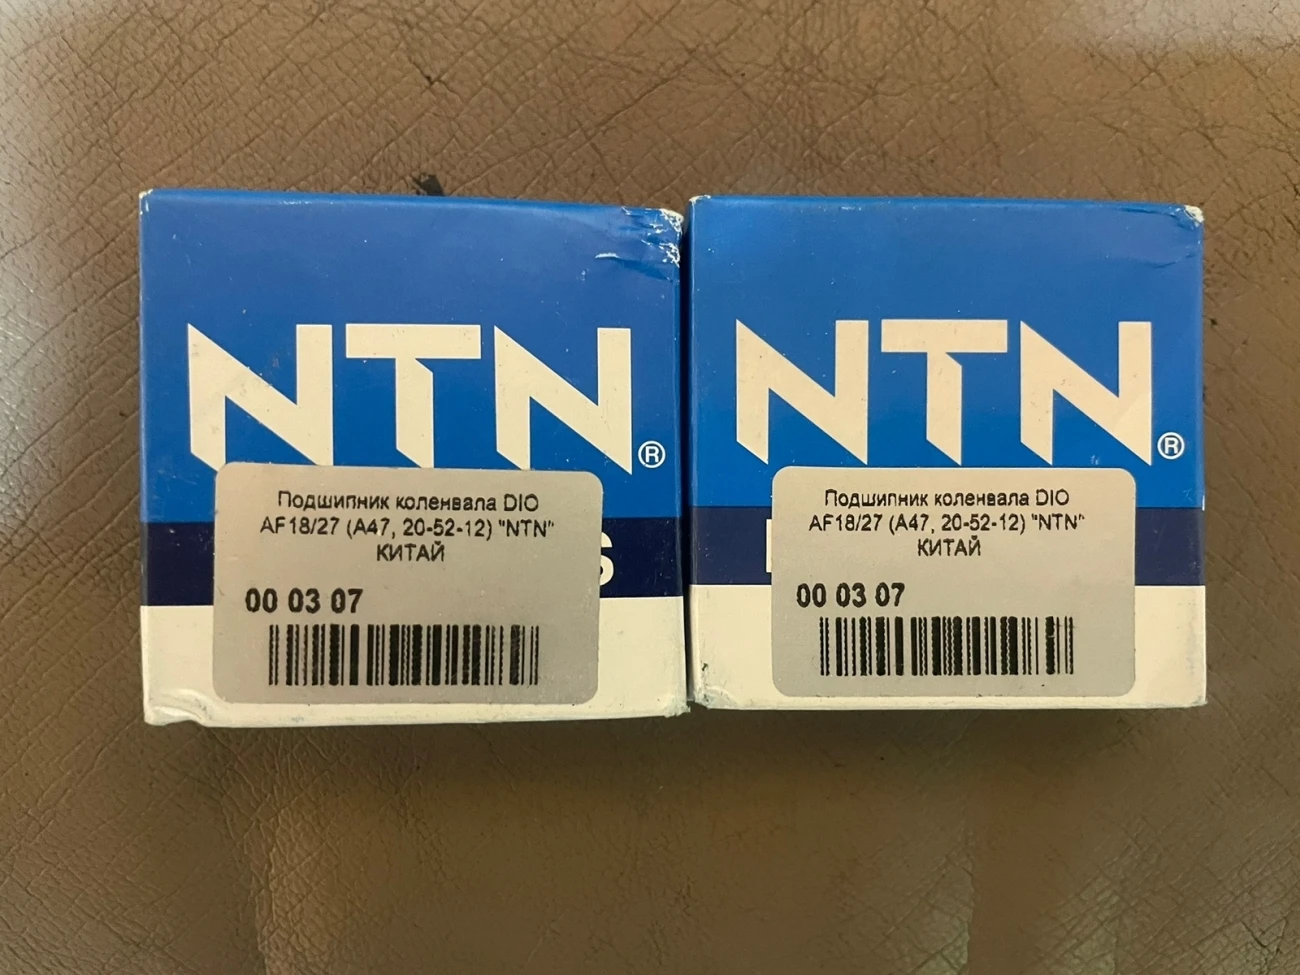 NTN®
Подшипник коленвала DIO
AF18/27 (A47, 20-52-12) "NTN"
КИТАЙ
00 03 07
NTN®
Подшипник коленвала DIO
AF18/27 (A47, 20-52-12) "NTN"
КИТАЙ
00 03 07